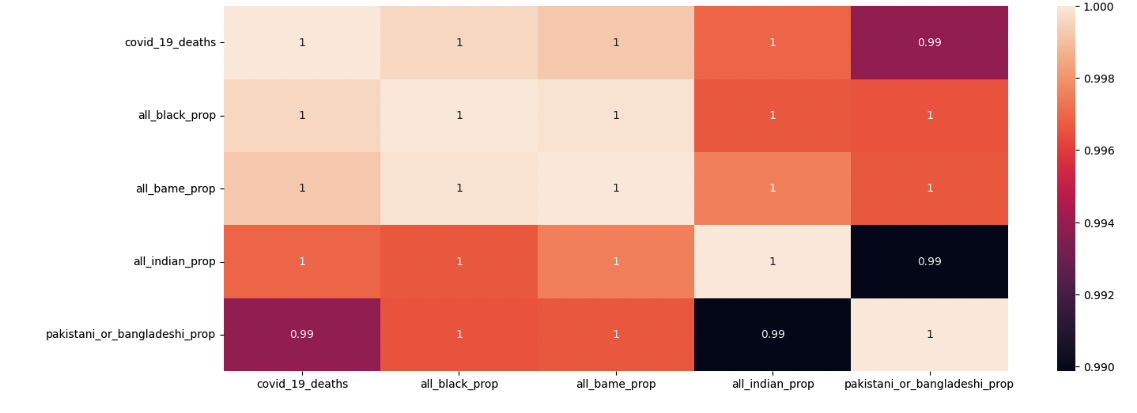 1.000
covid_19_deaths 1 1 1 1 0.99
0.998
all_black_prop 1 1 1 1 1
0.996
all_bame_prop 1 1 1 1 1
0.994
all_indian_prop 1 1 1 1 0.99
0.992
pakistani_or_bangladeshi_prop 0.99 1 1 0.99 1
0.990
covid_19_deaths all_black_prop all_bame_prop all_indian_prop pakistani_or_bangladeshi_prop